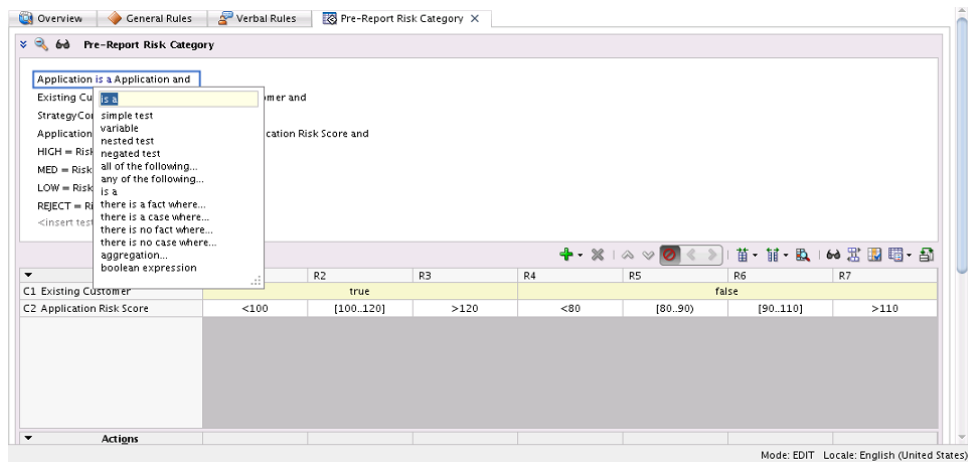 Overview General Rules Verbal Rules Pre-Report Risk Category
Pre-Report Risk Category
Application is a Application and
Existing Cu mer and
is a
StrategyCo
simple test
variable
Application cation Risk Score and
nested test
HIGH = Risk
negated test
MED = Risk
all of the following...
any of the following...
LOW = Risk
is a
REJECT = Ri
there is a fact where...
there is a case where...
<insert test
there is no fact where...
there is no case where...
aggregation...
boolean expression
R2 R3 R4 R5 R6 R7
C1 Existing Customer true false
C2 Application Risk Score <100 [100..120] >120 <80 [80..90) [90..110] >110
Actions
Mode: EDIT Locale: English (United States)